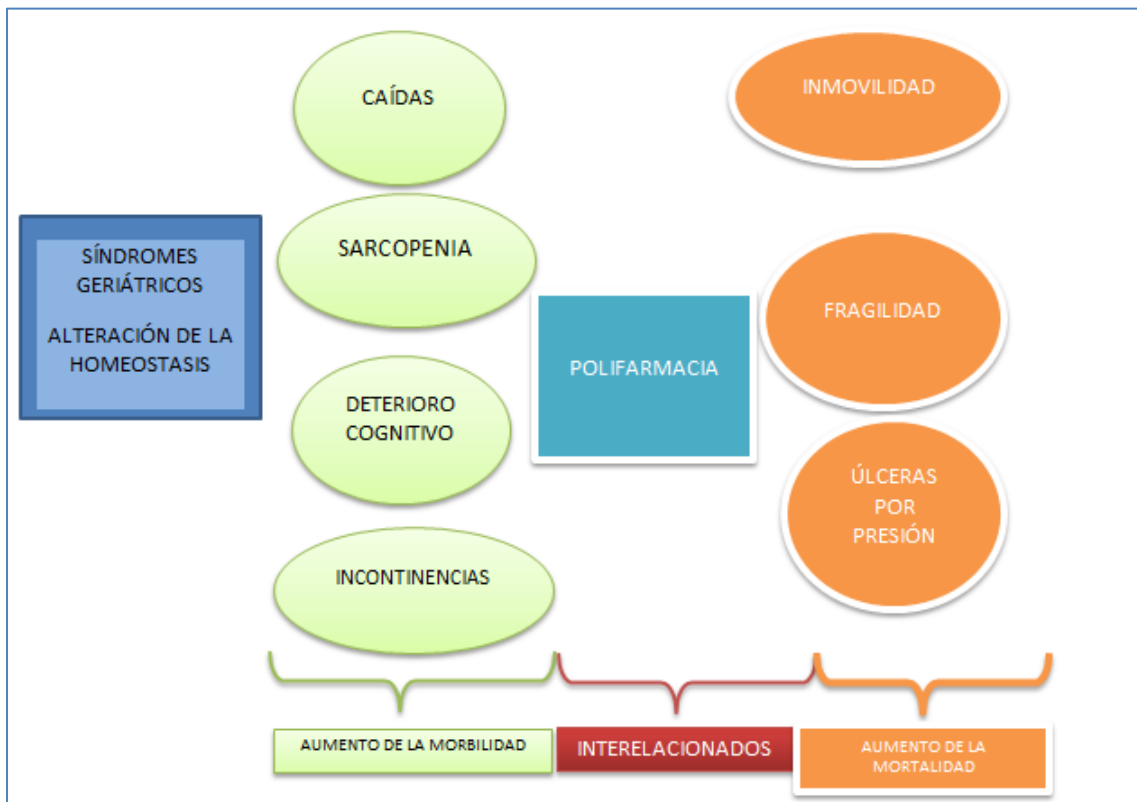 SÍNDROMES
GERIÁTRICOS
ALTERACIÓN DE LA
HOMEOSTASIS
CAÍDAS
SARCOPENIA
DETERIORO
COGNITIVO
INCONTINENCIAS
POLIFARMACIA
INMOVILIDAD
FRAGILIDAD
ÚLCERAS
POR
PRESIÓN
AUMENTO DE LA MORBILIDAD
INTERELACIONADOS
AUMENTO DE LA
MORTALIDAD